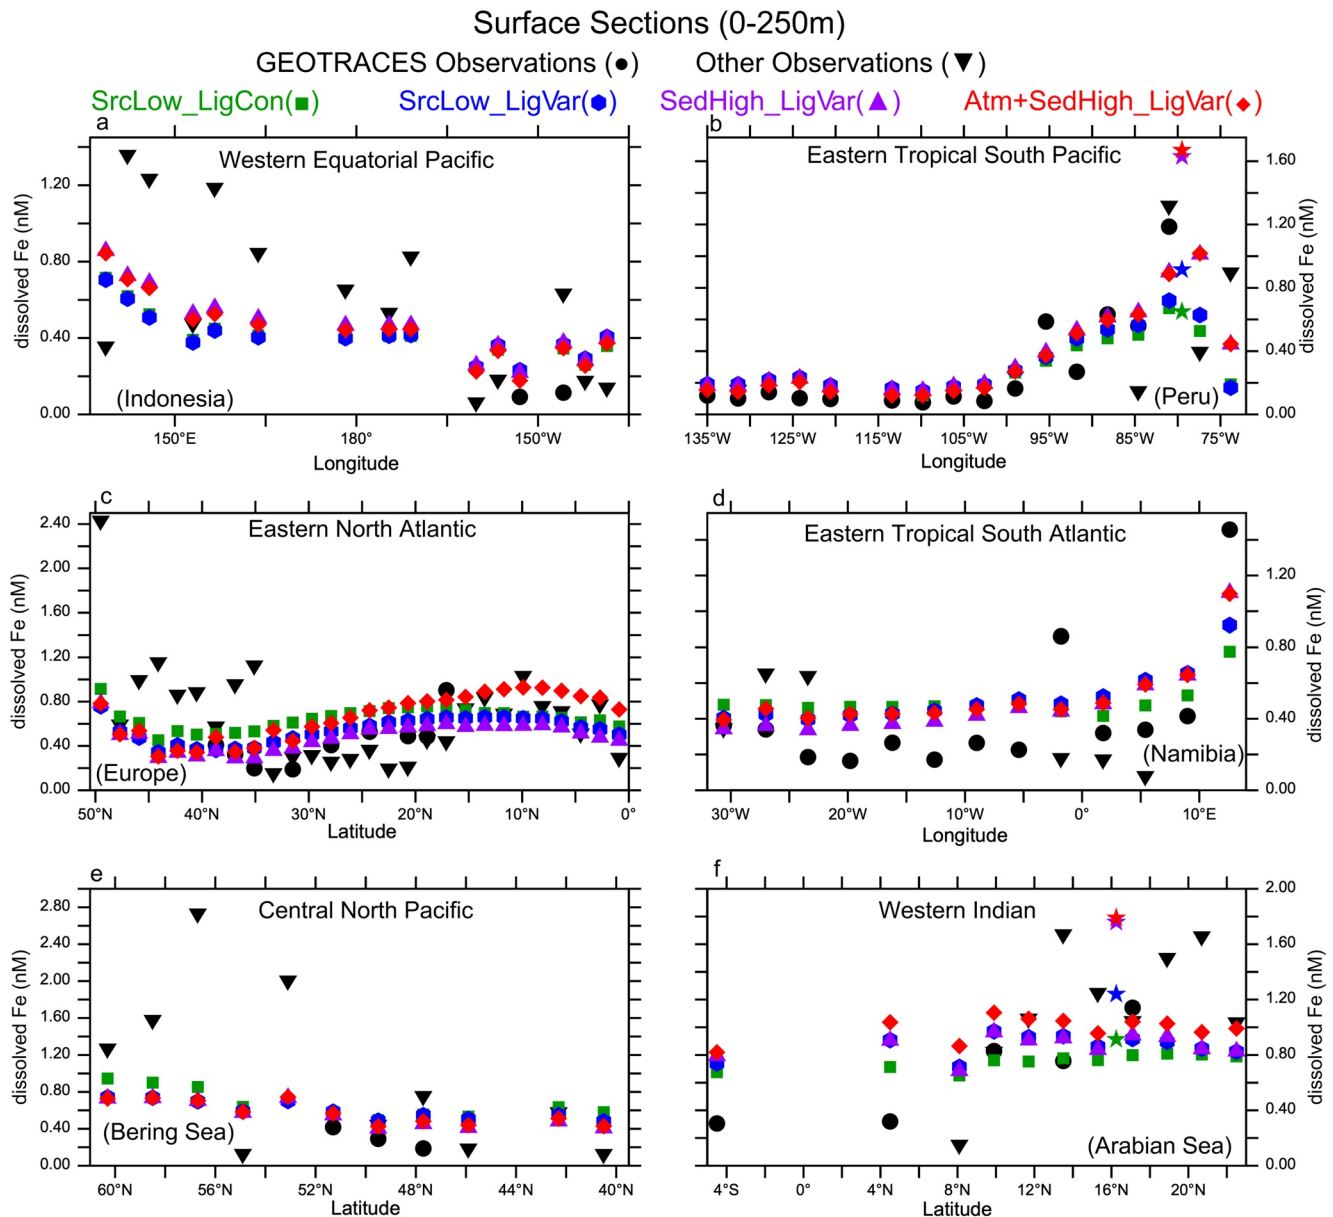 Surface Sections (0-250m)
GEOTRACES Observations (●) Other Observations (▼)
SrcLow_LigCon(■) SrcLow_LigVar(⬢) SedHigh_LigVar(▲) Atm+SedHigh_LigVar(◆)
a
Western Equatorial Pacific
dissolved Fe (nM)
1.20
0.80
0.40
0.00
(Indonesia)
150°E 180° 150°W
Longitude
b
Eastern Tropical South Pacific
1.60
1.20
0.80
0.40
0.00
dissolved Fe (nM)
(Peru)
135°W 125°W 115°W 105°W 95°W 85°W 75°W
Longitude
c
Eastern North Atlantic
dissolved Fe (nM)
2.40
2.00
1.60
1.20
0.80
0.40
0.00
(Europe)
50°N 40°N 30°N 20°N 10°N 0°
Latitude
d
Eastern Tropical South Atlantic
1.20
0.80
0.40
0.00
dissolved Fe (nM)
(Namibia)
30°W 20°W 10°W 0° 10°E
Longitude
e
Central North Pacific
dissolved Fe (nM)
2.80
2.40
2.00
1.60
1.20
0.80
0.40
0.00
(Bering Sea)
60°N 56°N 52°N 48°N 44°N 40°N
Latitude
f
Western Indian
2.00
1.60
1.20
0.80
0.40
0.00
dissolved Fe (nM)
(Arabian Sea)
4°S 0° 4°N 8°N 12°N 16°N 20°N
Latitude